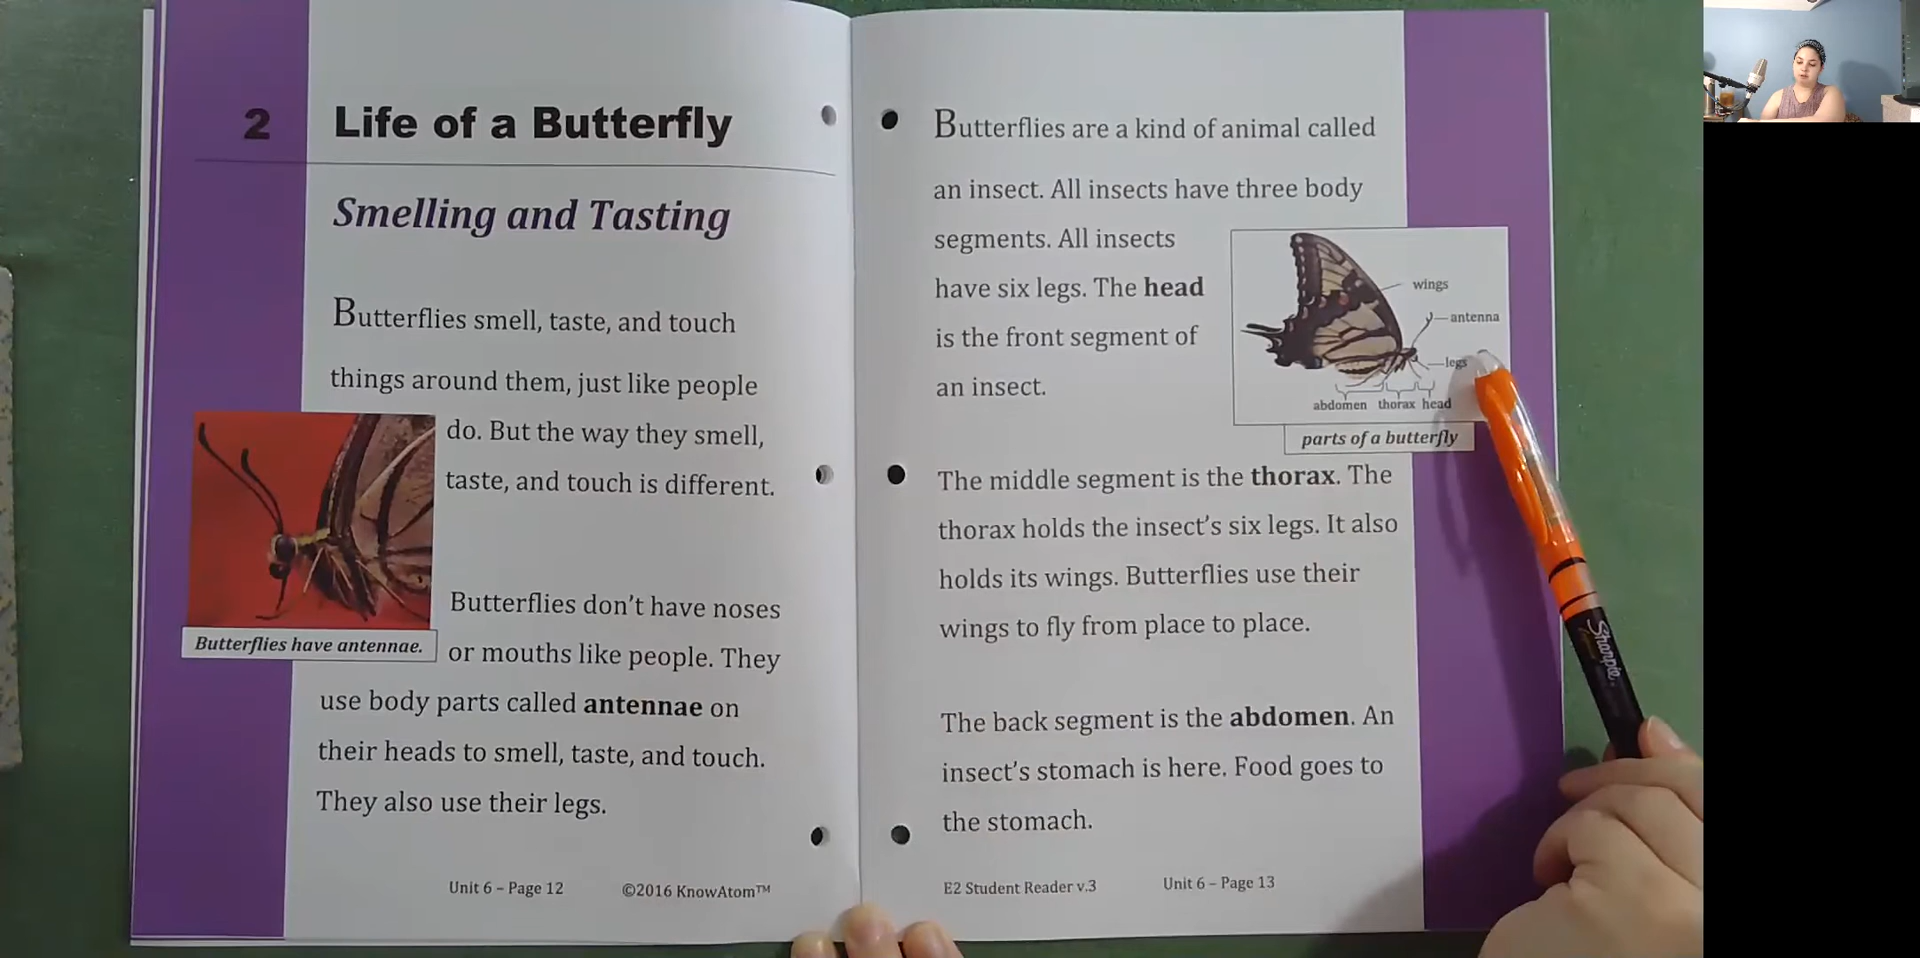 2 Life of a Butterfly
Smelling and Tasting
Butterflies smell, taste, and touch
things around them, just like people
do. But the way they smell,
taste, and touch is different.
Butterflies have antennae.
Butterflies don't have noses
or mouths like people. They
use body parts called antennae on
their heads to smell, taste, and touch.
They also use their legs.
Unit 6 – Page 12 ©2016 KnowAtom™
Butterflies are a kind of animal called
an insect. All insects have three body
segments. All insects
have six legs. The head
is the front segment of
an insect.
wings
antenna
legs
abdomen thorax head
parts of a butterfly
The middle segment is the thorax. The
thorax holds the insect's six legs. It also
holds its wings. Butterflies use their
wings to fly from place to place.
The back segment is the abdomen. An
insect's stomach is here. Food goes to
the stomach.
E2 Student Reader v.3 Unit 6 – Page 13
Sharpie